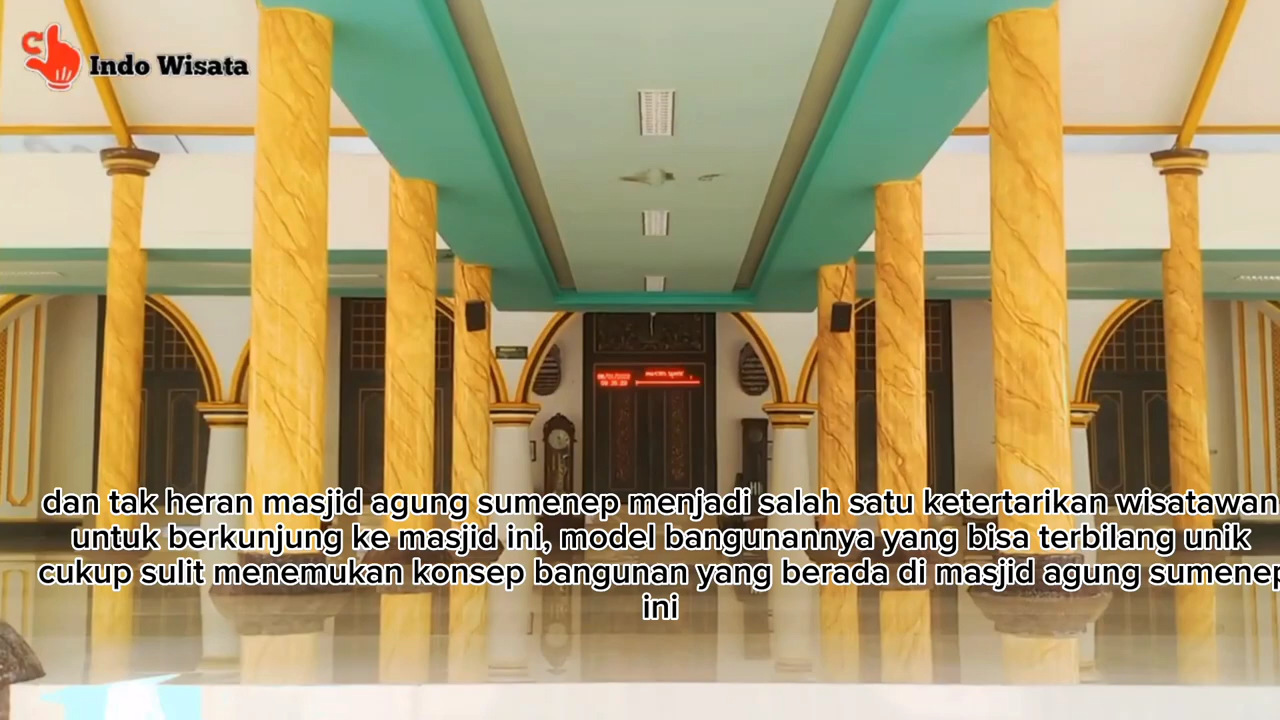 Indo Wisata
dan tak heran masjid agung sumenep menjadi salah satu ketertarikan wisatawan
untuk berkunjung ke masjid ini, model bangunannya yang bisa terbilang unik
cukup sulit menemukan konsep bangunan yang berada di masjid agung sumenep
ini